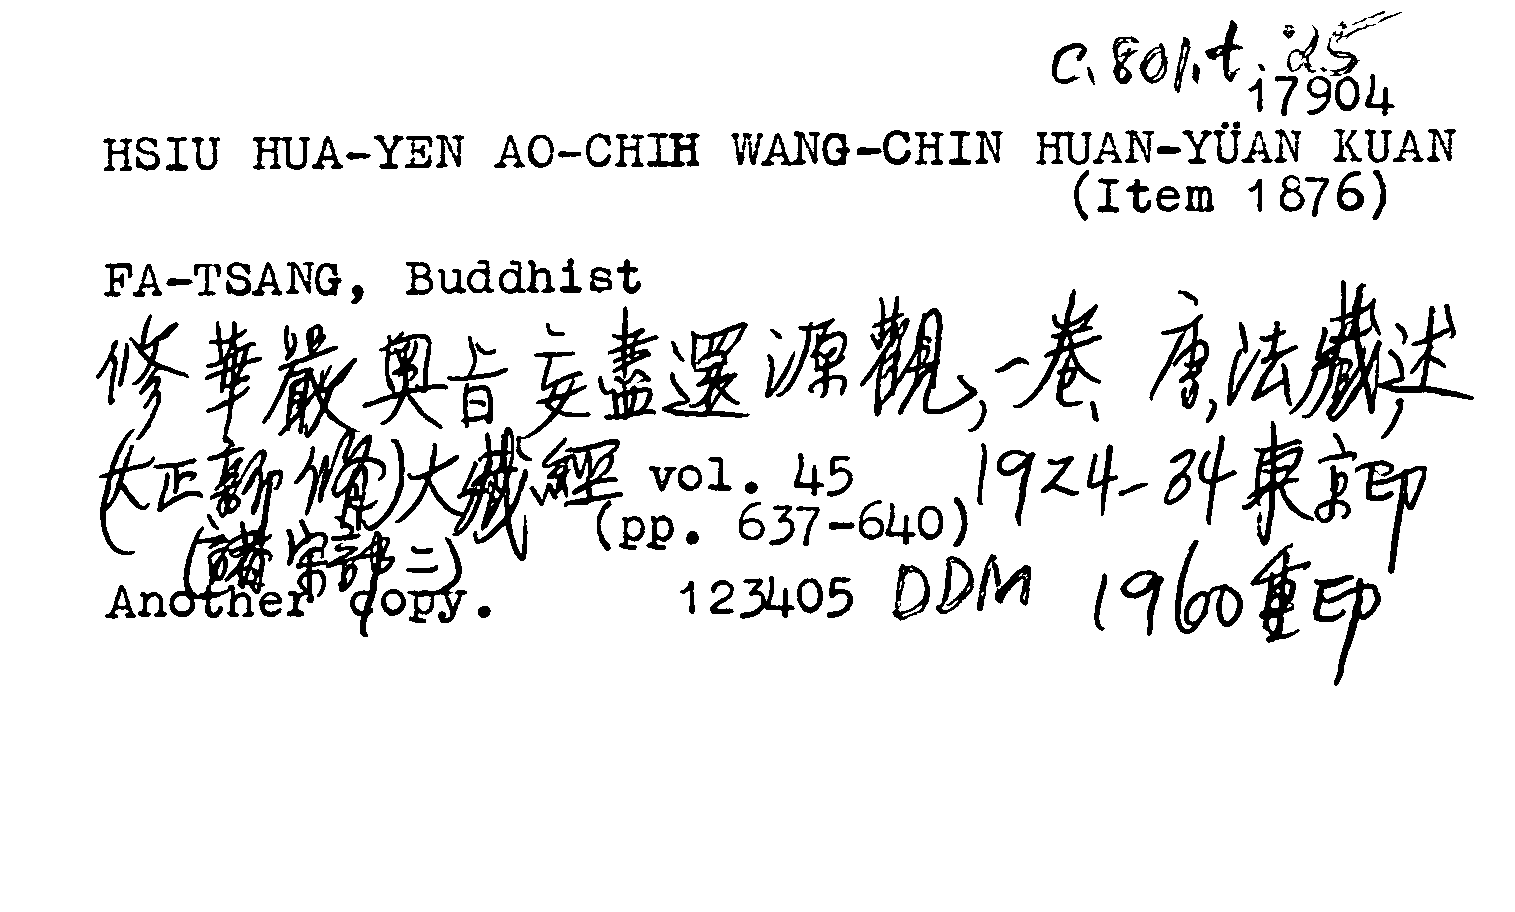 C. 801. t. d.5
17904
HSIU HUA-YEN AO-CHIH WANG-CHIN HUAN-YÜAN KUAN
(Item 1876)
FA-TSANG, Buddhist
修華嚴奧旨妄盡還源觀, 一卷, 唐, 法藏, 述,
(大正新脩)大藏經 vol. 45 1924-34東京印
(諸宗部二) (pp. 637-640)
Another copy. 123405 DDM 1960重印